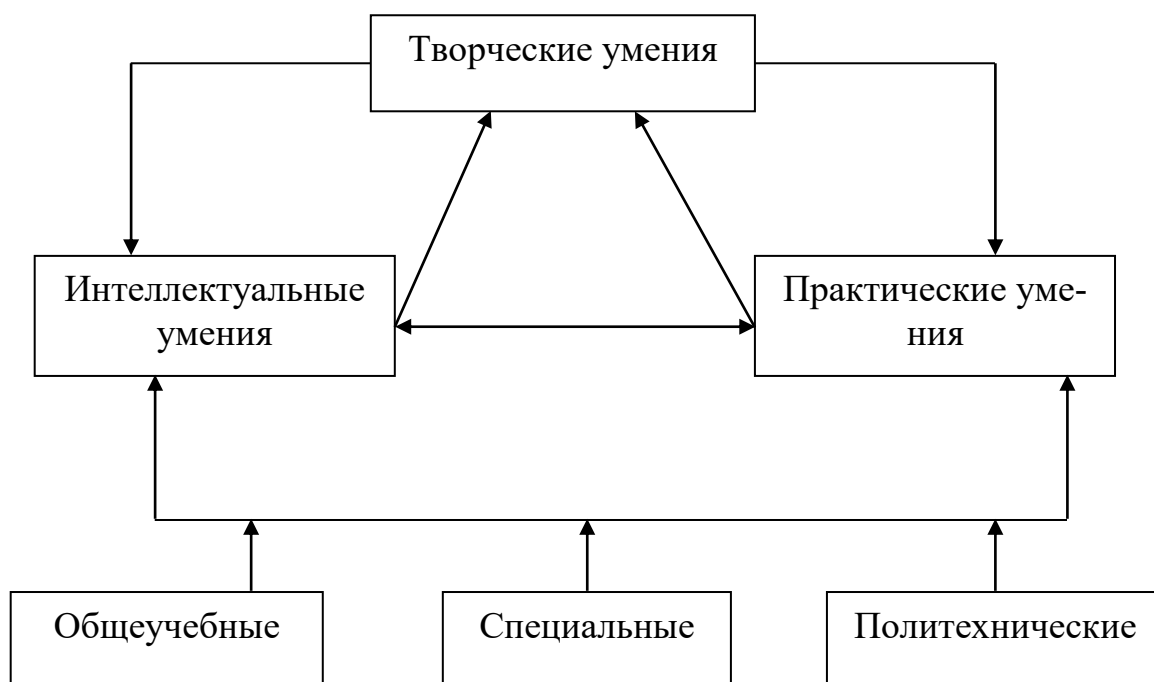 Творческие умения
Интеллектуальные
умения
Практические уме-
ния
Общеучебные
Специальные
Политехнические